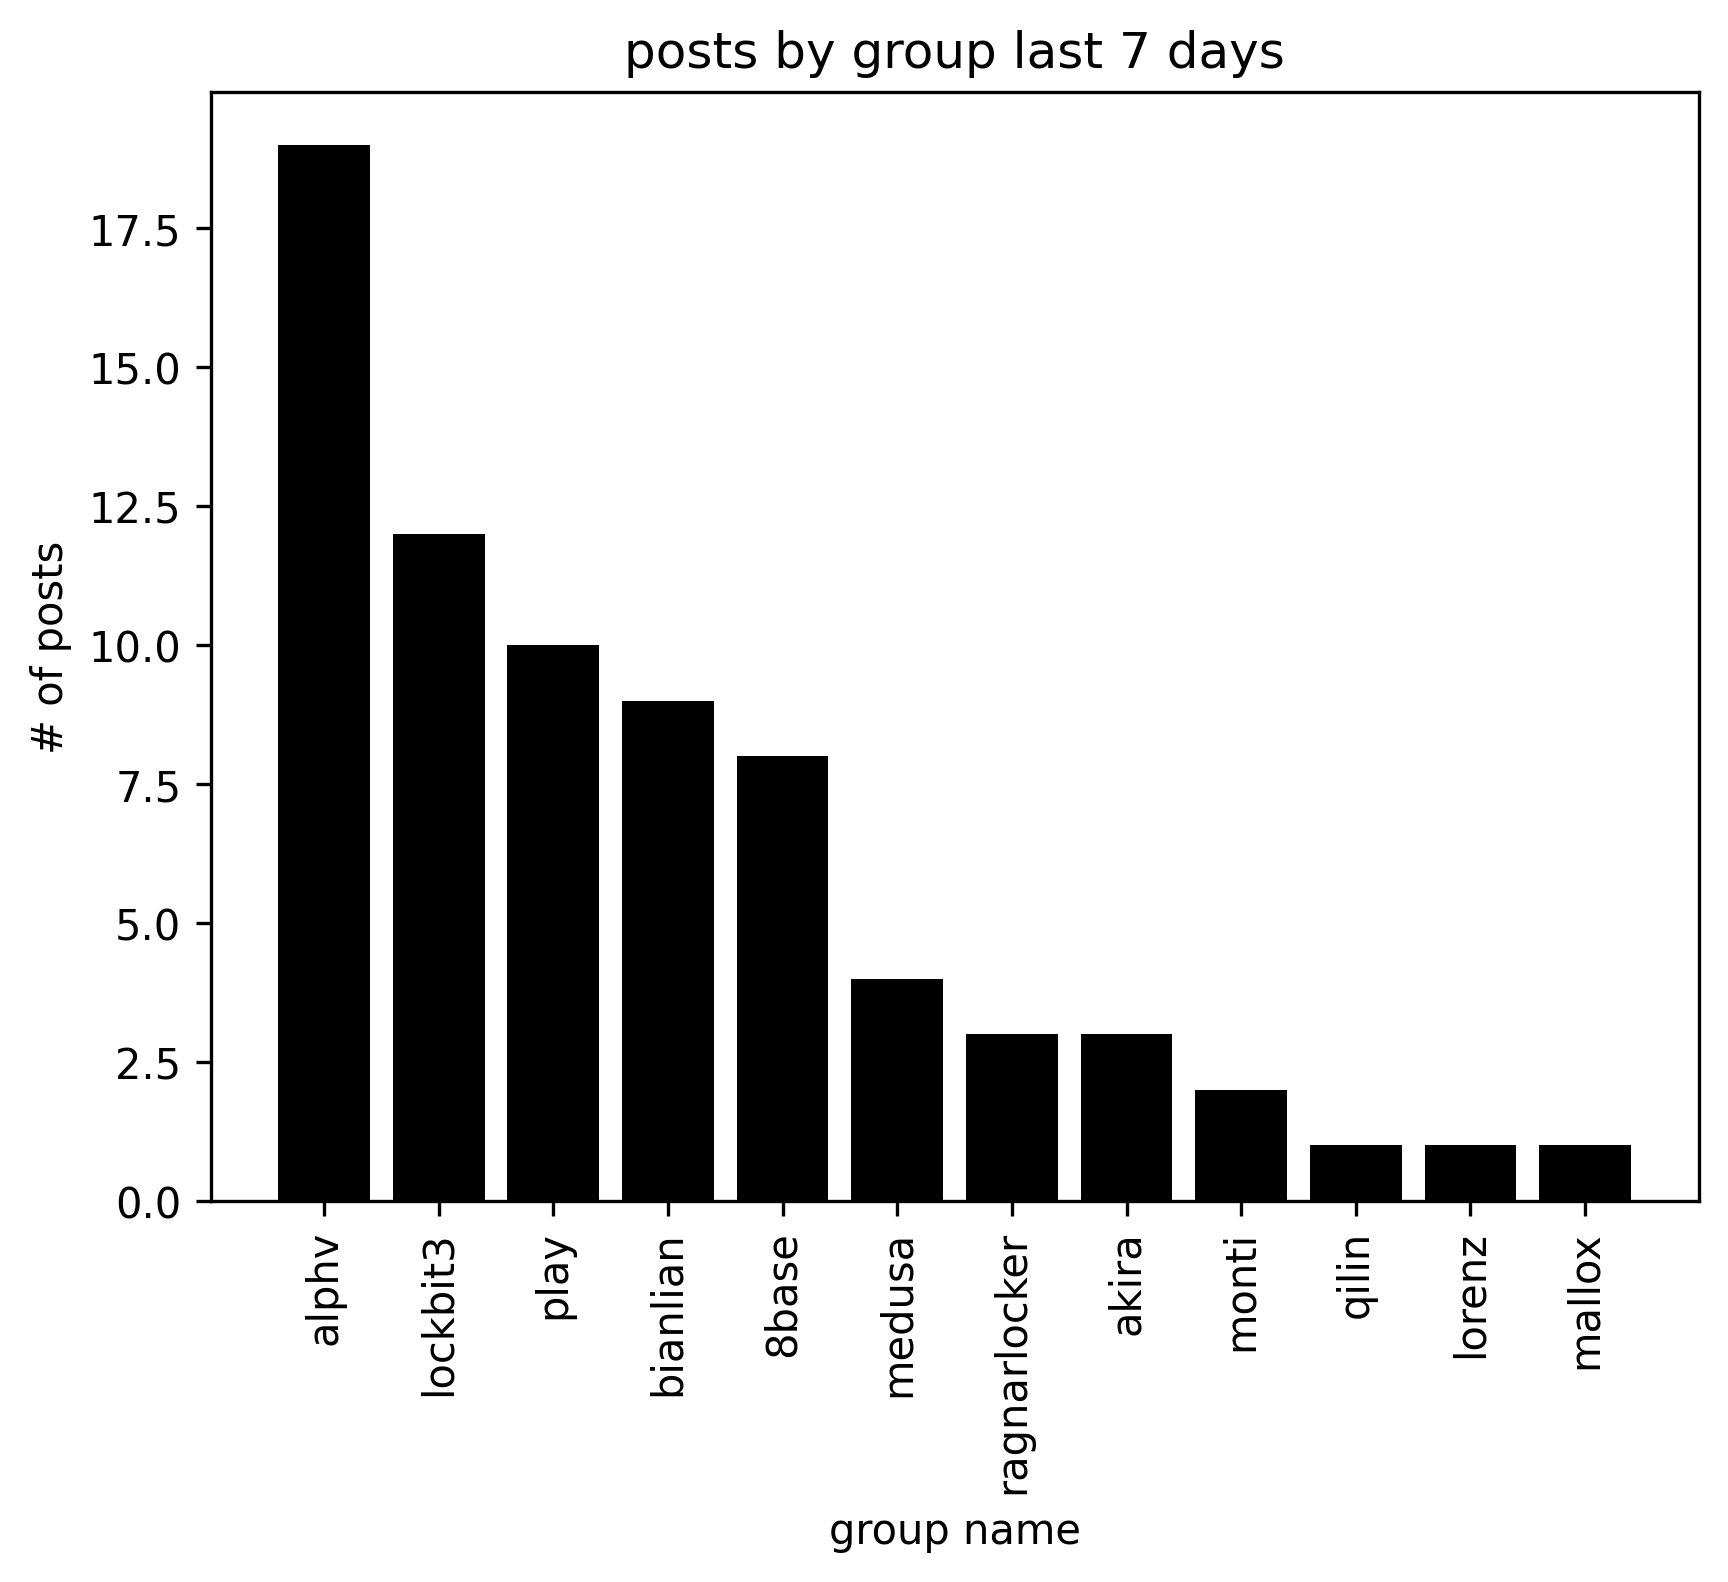 posts by group last 7 days
# of posts
17.5
15.0
12.5
10.0
7.5
5.0
2.5
0.0
alphv
lockbit3
play
bianlian
8base
medusa
ragnarlocker
akira
monti
qilin
lorenz
mallox
group name